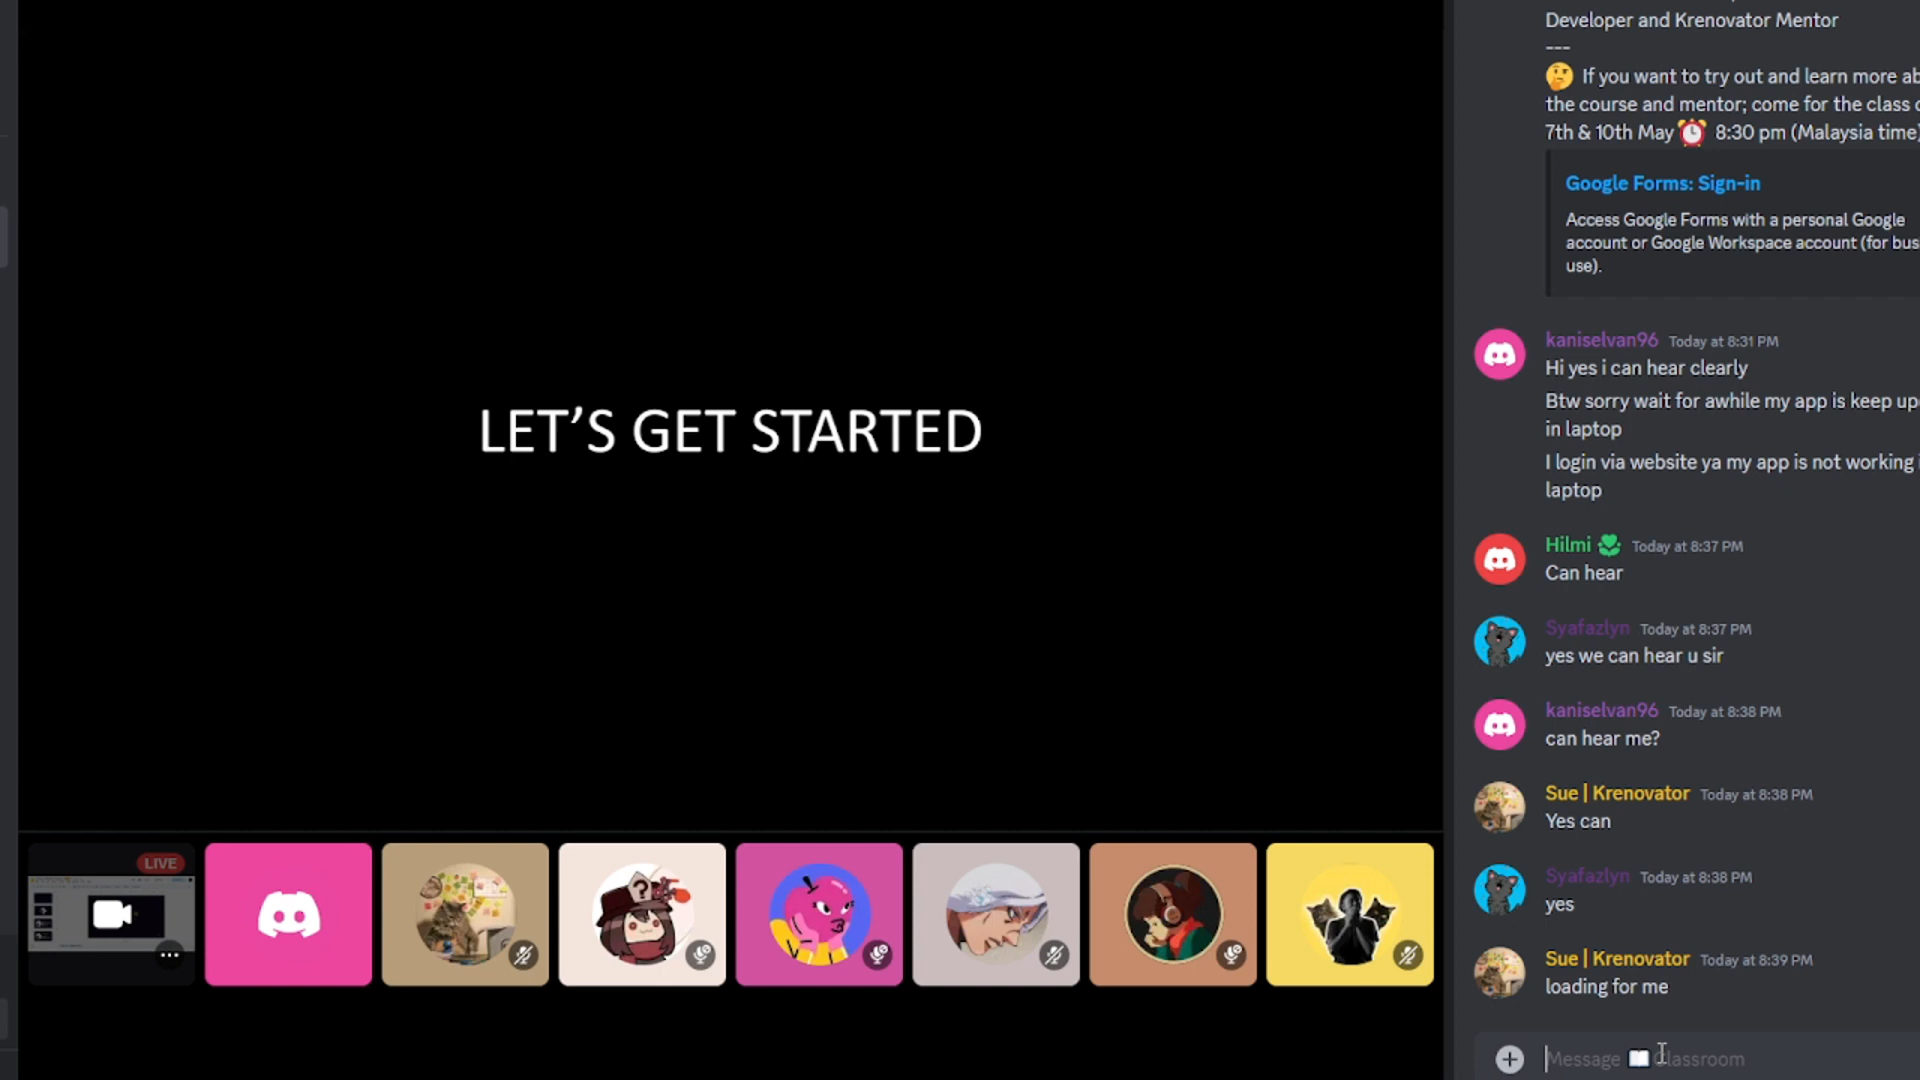 LET’S GET STARTED
LIVE
Developer and Krenovator Mentor
---
🤔 If you want to try out and learn more
the course and mentor; come for the class
7th & 10th May ⏰ 8:30 pm (Malaysia time)
Google Forms: Sign-in
Access Google Forms with a personal Google
account or Google Workspace account (for
use).
kaniselvan96 Today at 8:31 PM
Hi yes i can hear clearly
Btw sorry wait for awhile my app is keep
in laptop
I login via website ya my app is not working
laptop
Hilmi Today at 8:37 PM
Can hear
Syafazlyn Today at 8:37 PM
yes we can hear u sir
kaniselvan96 Today at 8:38 PM
can hear me?
Sue | Krenovator Today at 8:38 PM
Yes can
Syafazlyn Today at 8:38 PM
yes
Sue | Krenovator Today at 8:39 PM
loading for me
Message 📖 Classroom